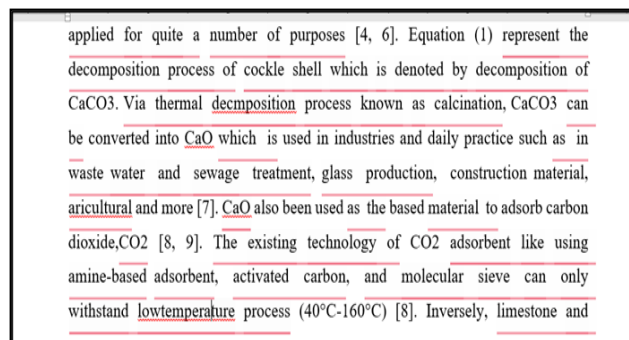 applied for quite a number of purposes [4, 6]. Equation (1) represent the
decomposition process of cockle shell which is denoted by decomposition of
CaCO3. Via thermal decmposition process known as calcination, CaCO3 can
be converted into CaO which is used in industries and daily practice such as in
waste water and sewage treatment, glass production, construction material,
aricultural and more [7]. CaO also been used as the based material to adsorb carbon
dioxide,CO2 [8, 9]. The existing technology of CO2 adsorbent like using
amine-based adsorbent, activated carbon, and molecular sieve can only
withstand lowtemperature process (40°C-160°C) [8]. Inversely, limestone and